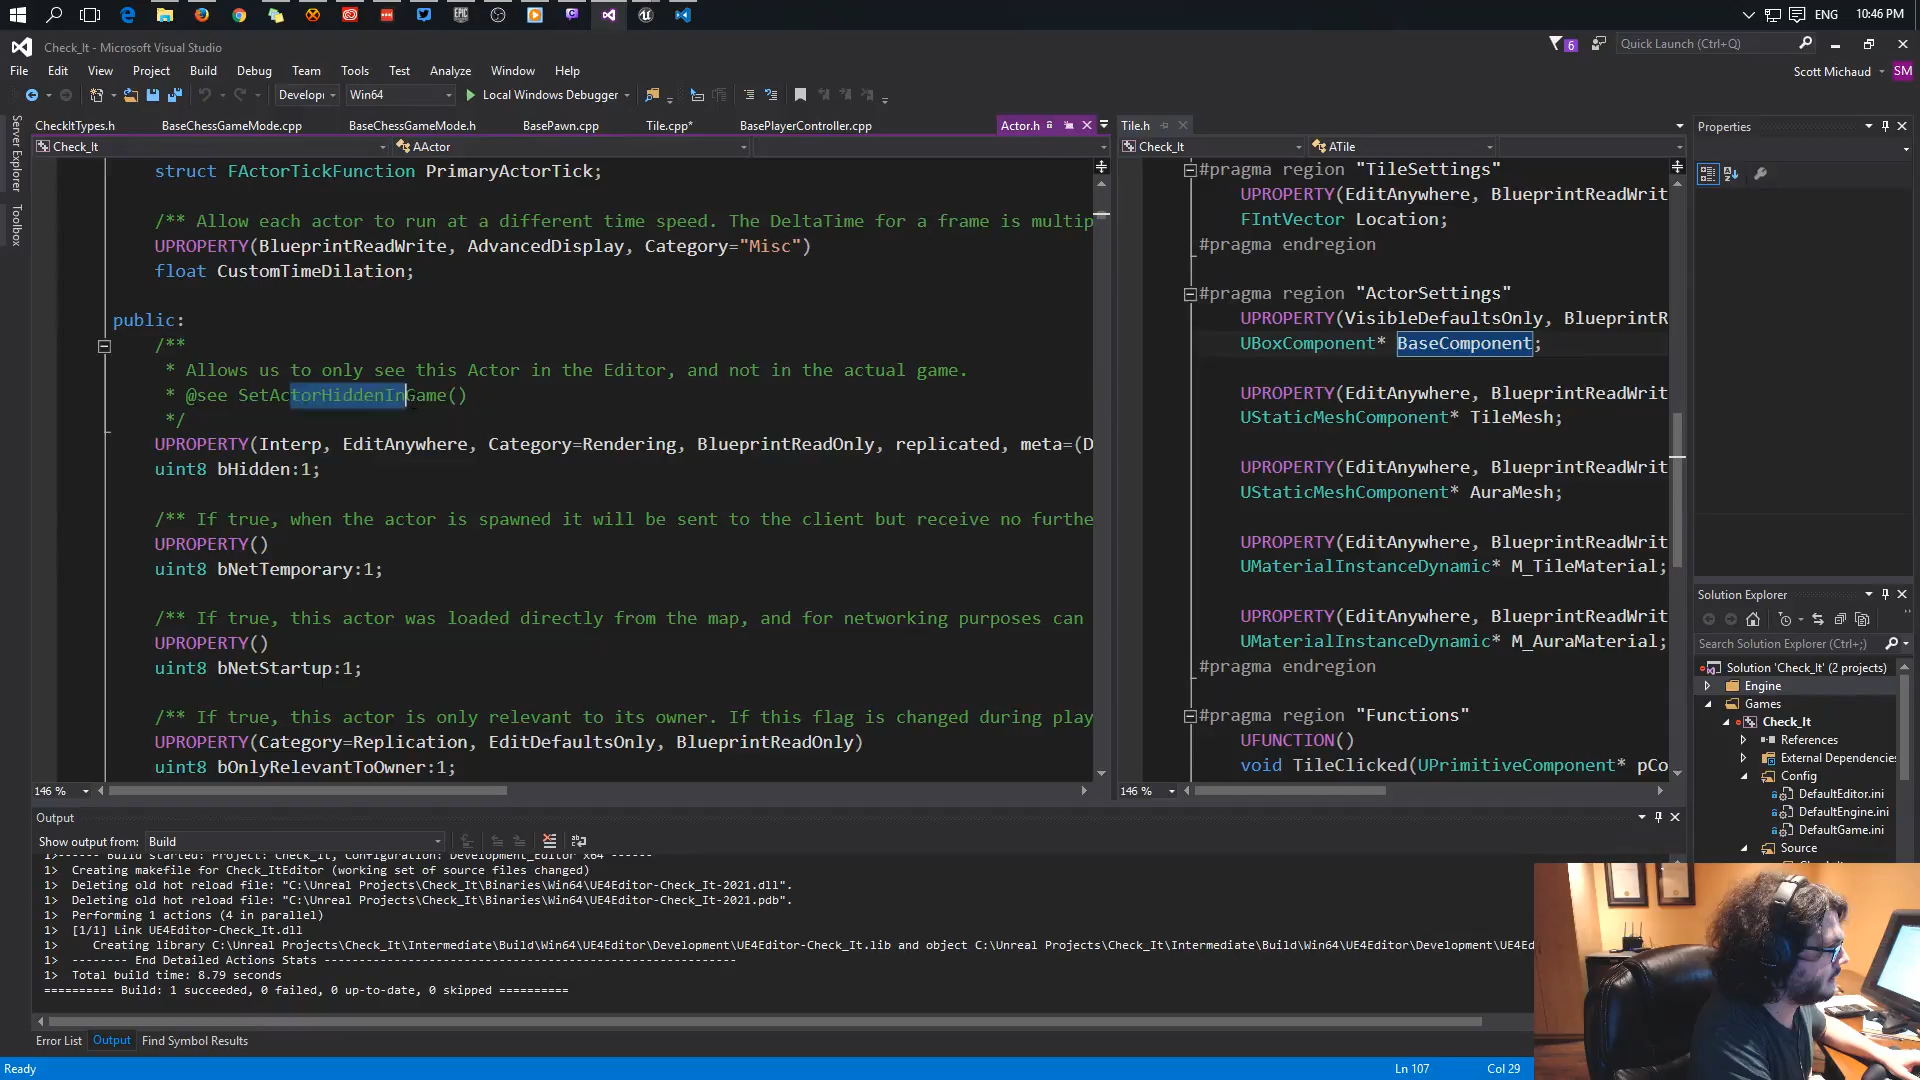 ENG
10:46 PM
Check_It - Microsoft Visual Studio
6
Quick Launch (Ctrl+Q)
File Edit View Project Build Debug Team Tools Test Analyze Window Help
Scott Michaud
SM
Develop Win64 Local Windows Debugger
CheckItTypes.h BaseChessGameMode.cpp BaseChessGameMode.h BasePawn.cpp Tile.cpp* BasePlayerController.cpp Actor.h
Check_It AActor
struct FActorTickFunction PrimaryActorTick;
/** Allow each actor to run at a different time speed. The DeltaTime for a frame is multip
UPROPERTY(BlueprintReadWrite, AdvancedDisplay, Category="Misc")
float CustomTimeDilation;
public:
/**
* Allows us to only see this Actor in the Editor, and not in the actual game.
* @see SetActorHiddenInGame()
*/
UPROPERTY(Interp, EditAnywhere, Category=Rendering, BlueprintReadOnly, replicated, meta=(D
uint8 bHidden:1;
/** If true, when the actor is spawned it will be sent to the client but receive no furthe
UPROPERTY()
uint8 bNetTemporary:1;
/** If true, this actor was loaded directly from the map, and for networking purposes can
UPROPERTY()
uint8 bNetStartup:1;
/** If true, this actor is only relevant to its owner. If this flag is changed during play
UPROPERTY(Category=Replication, EditDefaultsOnly, BlueprintReadOnly)
uint8 bOnlyRelevantToOwner:1;
146 %
Tile.h
Check_It ATile
#pragma region "TileSettings"
UPROPERTY(EditAnywhere, BlueprintReadWrit
FIntVector Location;
#pragma endregion
#pragma region "ActorSettings"
UPROPERTY(VisibleDefaultsOnly, BlueprintR
UBoxComponent* BaseComponent;
UPROPERTY(EditAnywhere, BlueprintReadWrit
UStaticMeshComponent* TileMesh;
UPROPERTY(EditAnywhere, BlueprintReadWrit
UStaticMeshComponent* AuraMesh;
UPROPERTY(EditAnywhere, BlueprintReadWrit
UMaterialInstanceDynamic* M_TileMaterial;
UPROPERTY(EditAnywhere, BlueprintReadWrit
UMaterialInstanceDynamic* M_AuraMaterial;
#pragma endregion
#pragma region "Functions"
UFUNCTION()
void TileClicked(UPrimitiveComponent* pCo
146 %
Server Explorer
Toolbox
Properties
Solution Explorer
Search Solution Explorer (Ctrl+;)
Solution 'Check_It' (2 projects)
Engine
Games
Check_It
References
External Dependencies
Config
DefaultEditor.ini
DefaultEngine.ini
DefaultGame.ini
Source
Output
Show output from: Build
1>------ Build started: Project: Check_It, Configuration: Development_Editor x64 ------
1> Creating makefile for Check_ItEditor (working set of source files changed)
1> Deleting old hot reload file: "C:\Unreal Projects\Check_It\Binaries\Win64\UE4Editor-Check_It-2021.dll".
1> Deleting old hot reload file: "C:\Unreal Projects\Check_It\Binaries\Win64\UE4Editor-Check_It-2021.pdb".
1> Performing 1 actions (4 in parallel)
1> [1/1] Link UE4Editor-Check_It.dll
1> Creating library C:\Unreal Projects\Check_It\Intermediate\Build\Win64\UE4Editor\Development\UE4Editor-Check_It.lib and object C:\Unreal Projects\Check_It\Intermediate\Build\Win64\UE4Editor\Development\UE4Ed
1> -------- End Detailed Actions Stats -----------------------------------------------------------
1> Total build time: 8.79 seconds
========== Build: 1 succeeded, 0 failed, 0 up-to-date, 0 skipped ==========
Error List Output Find Symbol Results
Ready
Ln 107
Col 29